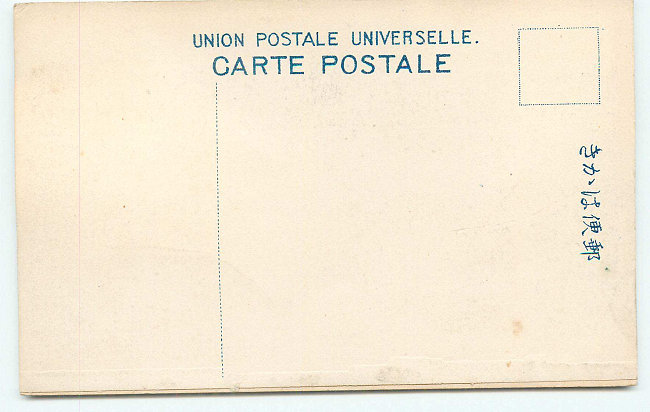 UNION POSTALE UNIVERSELLE.
CARTE POSTALE
郵便はがき